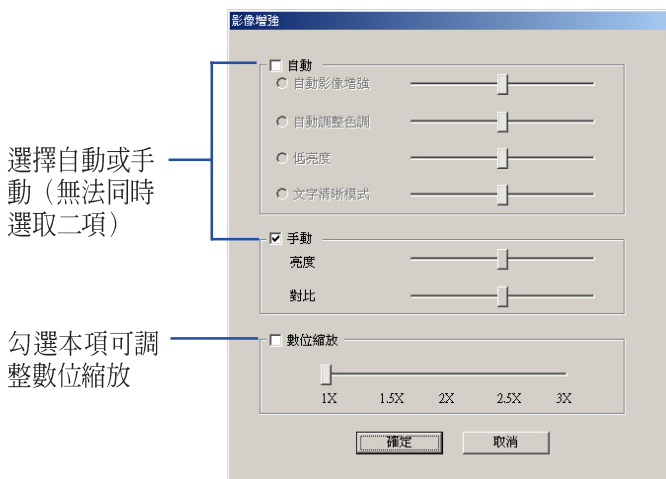 影像增強
自動
自動影像增強
自動調整色調
低亮度
文字清晰模式
選擇自動或手
動（無法同時
選取二項）
手動
亮度
對比
勾選本項可調
整數位縮放
數位縮放
1X 1.5X 2X 2.5X 3X
確定 取消